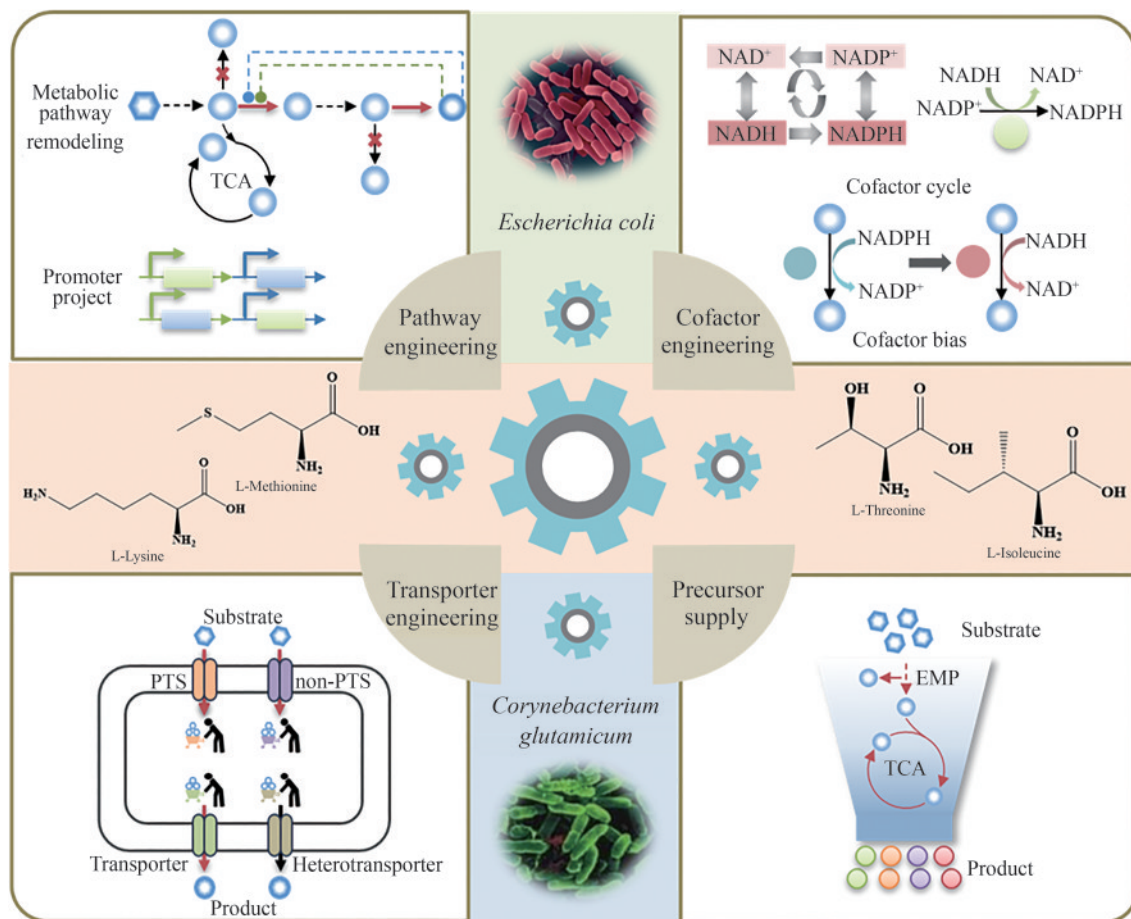 Metabolic
pathway
remodeling
TCA
Promoter
project
Escherichia coli
NAD+
NADP+
NADH
NADPH
NADH
NAD+
NADP+
NADPH
Cofactor cycle
NADPH
NADP+
NADH
NAD+
Cofactor bias
Pathway
engineering
Cofactor
engineering
S
O
OH
NH₂
L-Methionine
H₂N
O
OH
NH₂
L-Lysine
OH
O
OH
NH₂
L-Threonine
O
OH
NH₂
L-Isoleucine
Transporter
engineering
Precursor
supply
Substrate
PTS
non-PTS
Transporter
Heterotransporter
Product
Corynebacterium
glutamicum
Substrate
EMP
TCA
Product